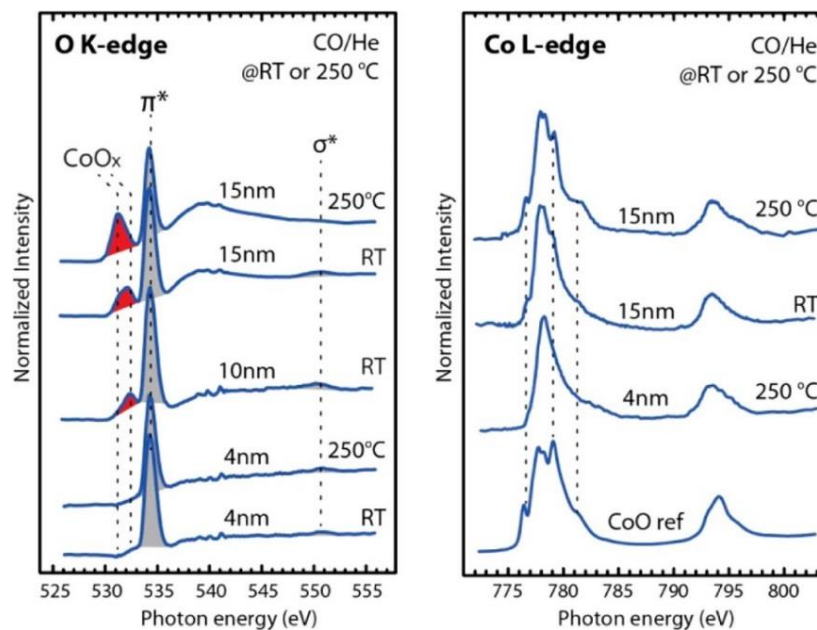 O K-edge
CO/He
@RT or 250 °C
π*
CoOx
σ*
15nm
250°C
15nm
RT
10nm
RT
4nm
250°C
4nm
RT
Normalized Intensity
525 530 535 540 545 550 555
Photon energy (eV)
Co L-edge
CO/He
@RT or 250 °C
15nm
250 °C
15nm
RT
4nm
250 °C
CoO ref
Normalized Intensity
775 780 785 790 795 800
Photon energy (eV)